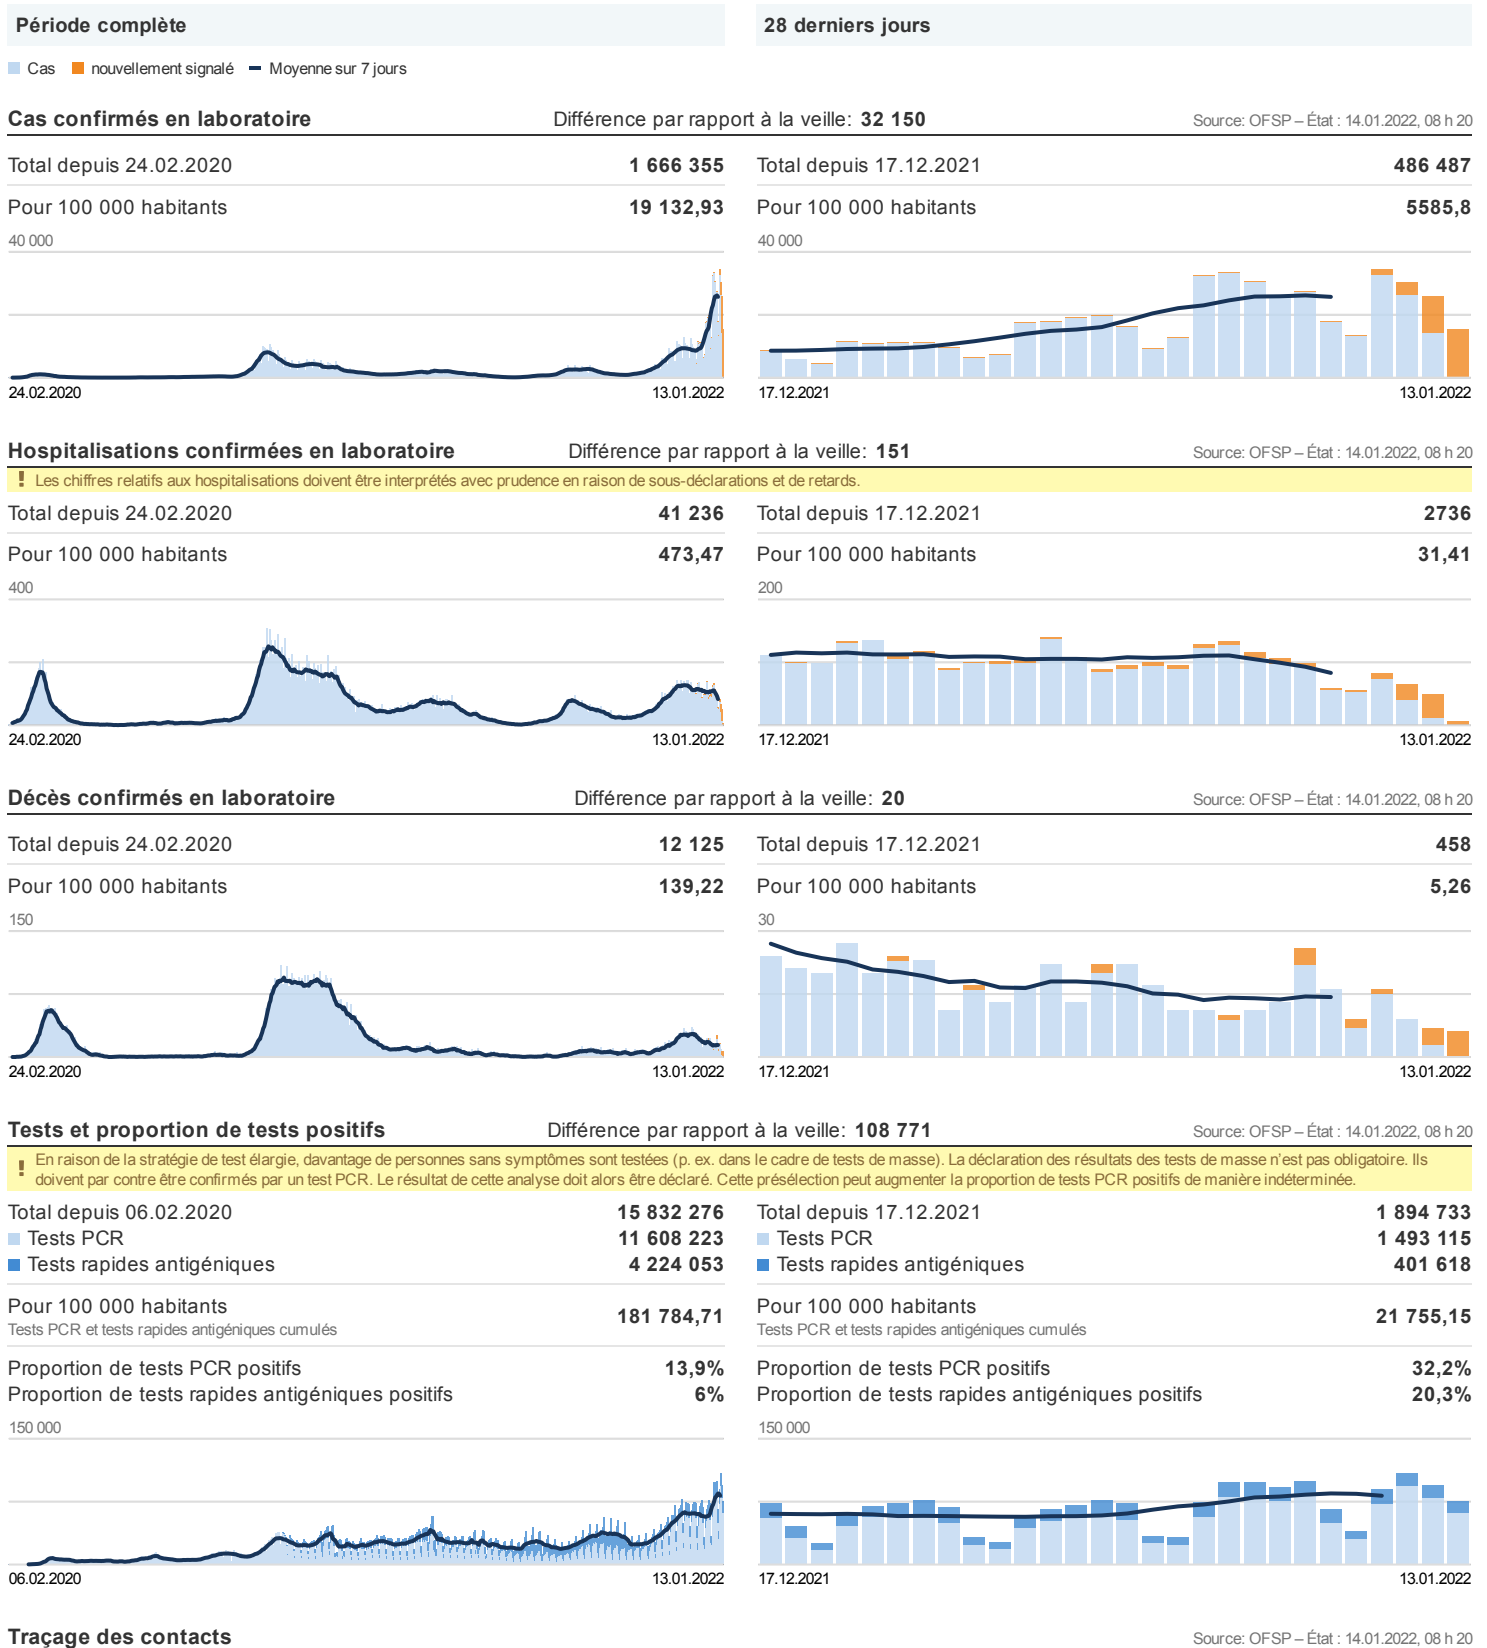 Période complète
28 derniers jours
Cas nouvellement signalé Moyenne sur 7 jours
Cas confirmés en laboratoire Différence par rapport à la veille: 32 150 Source: OFSP – État : 14.01.2022, 08 h 20
Total depuis 24.02.2020 1 666 355
Pour 100 000 habitants 19 132,93
40 000
24.02.2020 13.01.2022
Total depuis 17.12.2021 486 487
Pour 100 000 habitants 5585,8
40 000
17.12.2021 13.01.2022
Hospitalisations confirmées en laboratoire Différence par rapport à la veille: 151 Source: OFSP – État : 14.01.2022, 08 h 20
! Les chiffres relatifs aux hospitalisations doivent être interprétés avec prudence en raison de sous-déclarations et de retards.
Total depuis 24.02.2020 41 236
Pour 100 000 habitants 473,47
400
24.02.2020 13.01.2022
Total depuis 17.12.2021 2736
Pour 100 000 habitants 31,41
200
17.12.2021 13.01.2022
Décès confirmés en laboratoire Différence par rapport à la veille: 20 Source: OFSP – État : 14.01.2022, 08 h 20
Total depuis 24.02.2020 12 125
Pour 100 000 habitants 139,22
150
24.02.2020 13.01.2022
Total depuis 17.12.2021 458
Pour 100 000 habitants 5,26
30
17.12.2021 13.01.2022
Tests et proportion de tests positifs Différence par rapport à la veille: 108 771 Source: OFSP – État : 14.01.2022, 08 h 20
! En raison de la stratégie de test élargie, davantage de personnes sans symptômes sont testées (p. ex. dans le cadre de tests de masse). La déclaration des résultats des tests de masse n'est pas obligatoire. Ils
doivent par contre être confirmés par un test PCR. Le résultat de cette analyse doit alors être déclaré. Cette présélection peut augmenter la proportion de tests PCR positifs de manière indéterminée.
Total depuis 06.02.2020 15 832 276
Tests PCR 11 608 223
Tests rapides antigéniques 4 224 053
Pour 100 000 habitants 181 784,71
Tests PCR et tests rapides antigéniques cumulés
Proportion de tests PCR positifs 13,9%
Proportion de tests rapides antigéniques positifs 6%
150 000
06.02.2020 13.01.2022
Total depuis 17.12.2021 1 894 733
Tests PCR 1 493 115
Tests rapides antigéniques 401 618
Pour 100 000 habitants 21 755,15
Tests PCR et tests rapides antigéniques cumulés
Proportion de tests PCR positifs 32,2%
Proportion de tests rapides antigéniques positifs 20,3%
150 000
17.12.2021 13.01.2022
Traçage des contacts Source: OFSP – État : 14.01.2022, 08 h 20